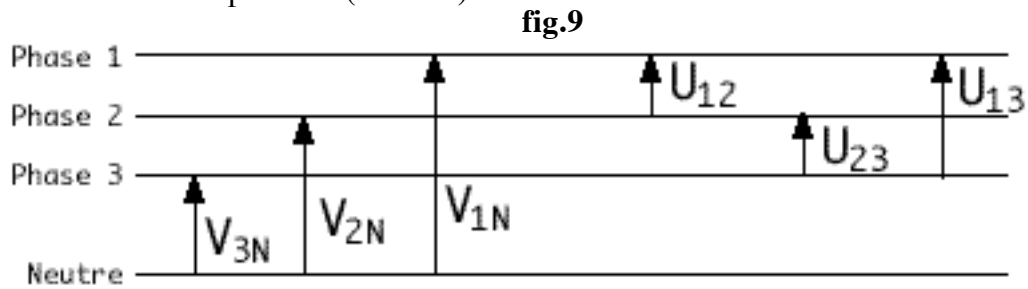 fig.9
Phase 1
U12
U13
Phase 2
U23
Phase 3
V1N
V2N
V3N
Neutre